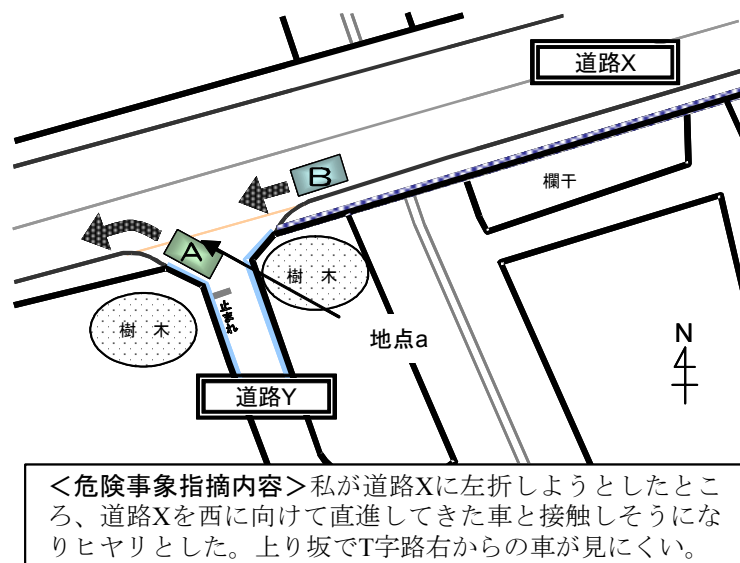 道路X
B
欄干
A
樹 木
樹 木
止まれ
地点a
N
道路Y
＜危険事象指摘内容＞私が道路Xに左折しようとしたとこ
ろ、道路Xを西に向けて直進してきた車と接触しそうにな
りヒヤリとした。上り坂でT字路右からの車が見にくい。